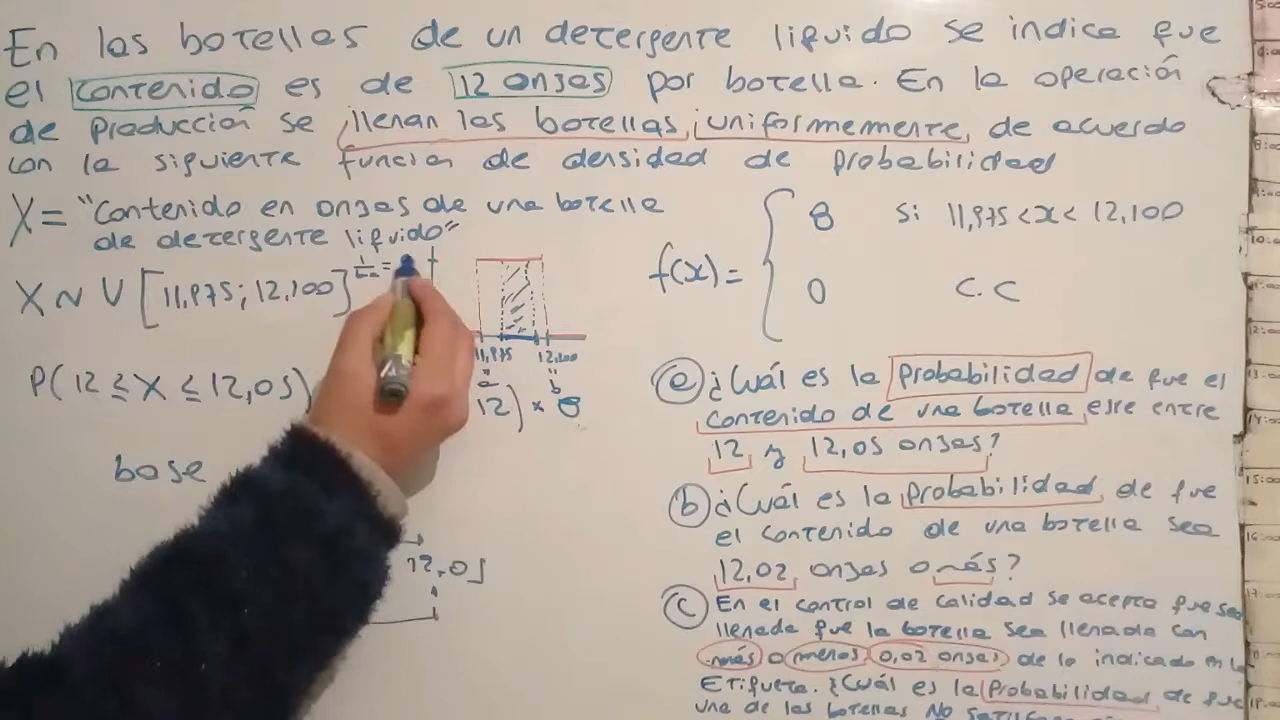 En las botellas de un detergente liquido se indica que
el contenido es de 12 onzas por botella. En la operación
de producción se llenan las botellas uniformemente, de acuerdo
con la siguiente funcion de densidad de probabilidad
X = "Contenido en onzas de una botella
de detergente liquido"
X ~ U [11,975; 12,100]
P(12 ≤ X ≤ 12,05)
base
11,975 12,100
a b
12) × 8
12,05
f(x) = { 8 si 11,975 < x < 12,100
0 C.C
a ¿Cuál es la probabilidad de que el
contenido de una botella este entre
12 y 12,05 onzas?
b ¿Cuál es la probabilidad de que
el contenido de una botella sea
12,02 onzas o más?
c En el control de calidad se acepta que sea
llenada que la botella sea llenada con
más o menos 0,02 onzas de lo indicado en la
Etiqueta. ¿Cuál es la probabilidad de que
una de las botellas No